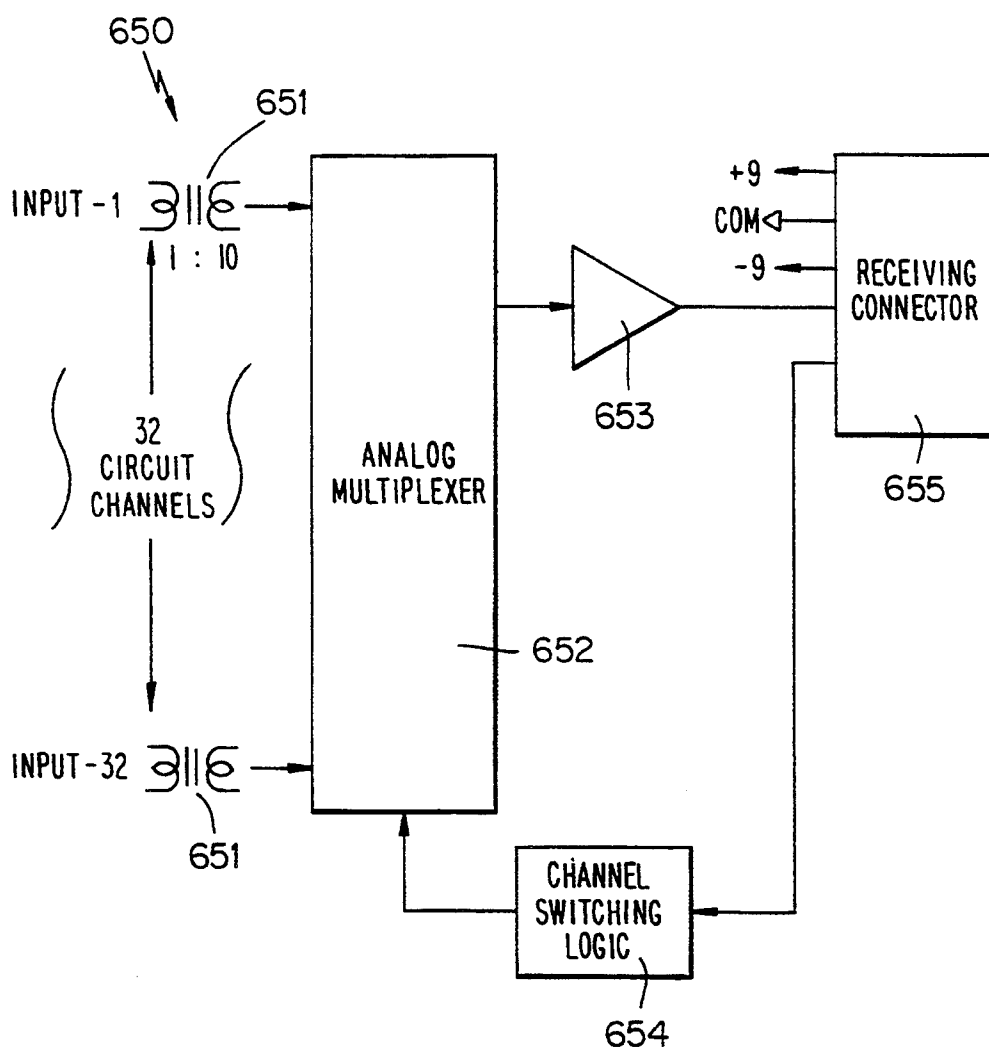 650
651
INPUT-1
1 : 10
+9
COM
-9
RECEIVING
CONNECTOR
653
655
32
CIRCUIT
CHANNELS
ANALOG
MULTIPLEXER
652
INPUT-32
651
CHANNEL
SWITCHING
LOGIC
654